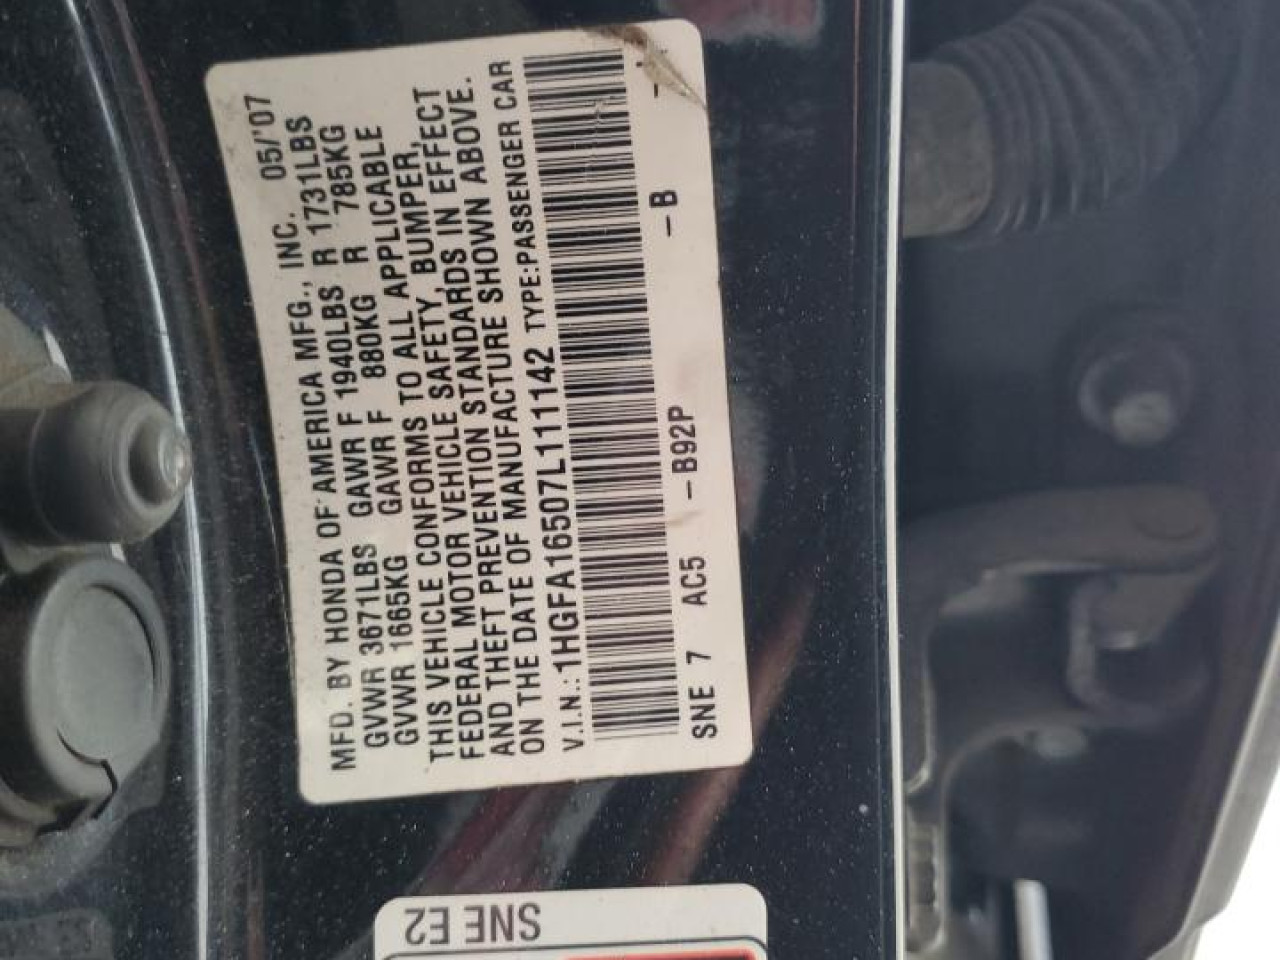 MFD. BY HONDA OF AMERICA MFG., INC. 05/'07
GVWR 3671LBS GAWR F 1940LBS R 1731LBS
GVWR 1665KG GAWR F 880KG R 785KG
THIS VEHICLE CONFORMS TO ALL APPLICABLE
FEDERAL MOTOR VEHICLE SAFETY, BUMPER,
AND THEFT PREVENTION STANDARDS IN EFFECT
ON THE DATE OF MANUFACTURE SHOWN ABOVE.
V.I.N.: 1HGFA16507L111142 TYPE:PASSENGER CAR
SNE 7 AC5 -B92P -B - -
SNE E2